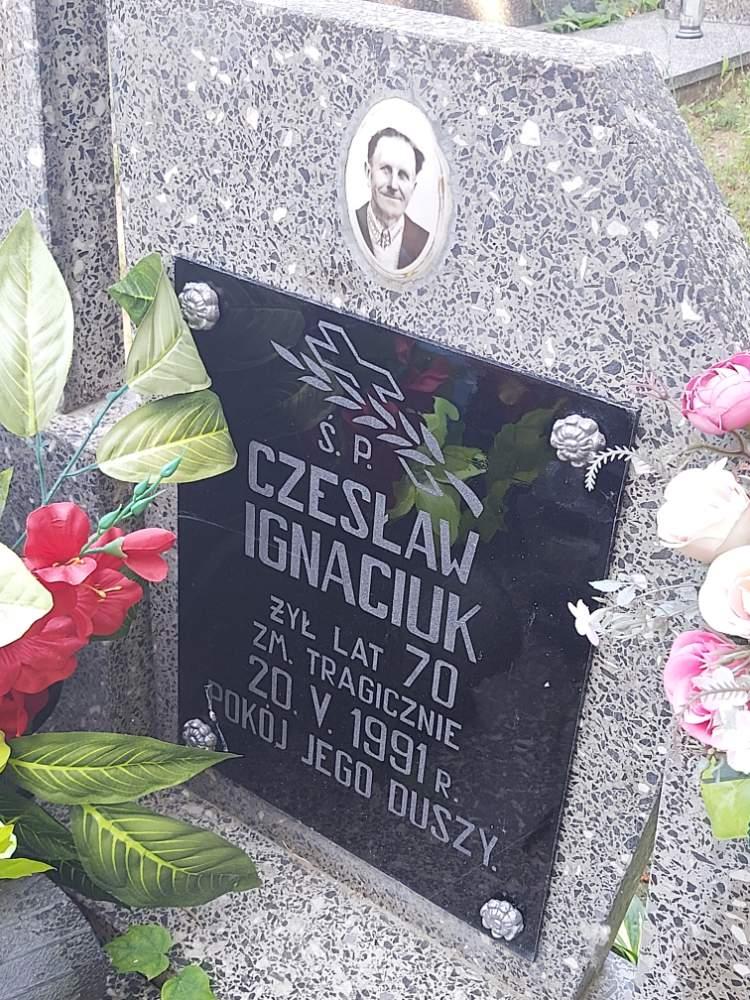 Ś.P.
CZESŁAW
IGNACIUK
ŻYŁ LAT 70
ZM. TRAGICZNIE
20. V. 1991 R.
POKÓJ JEGO DUSZY.